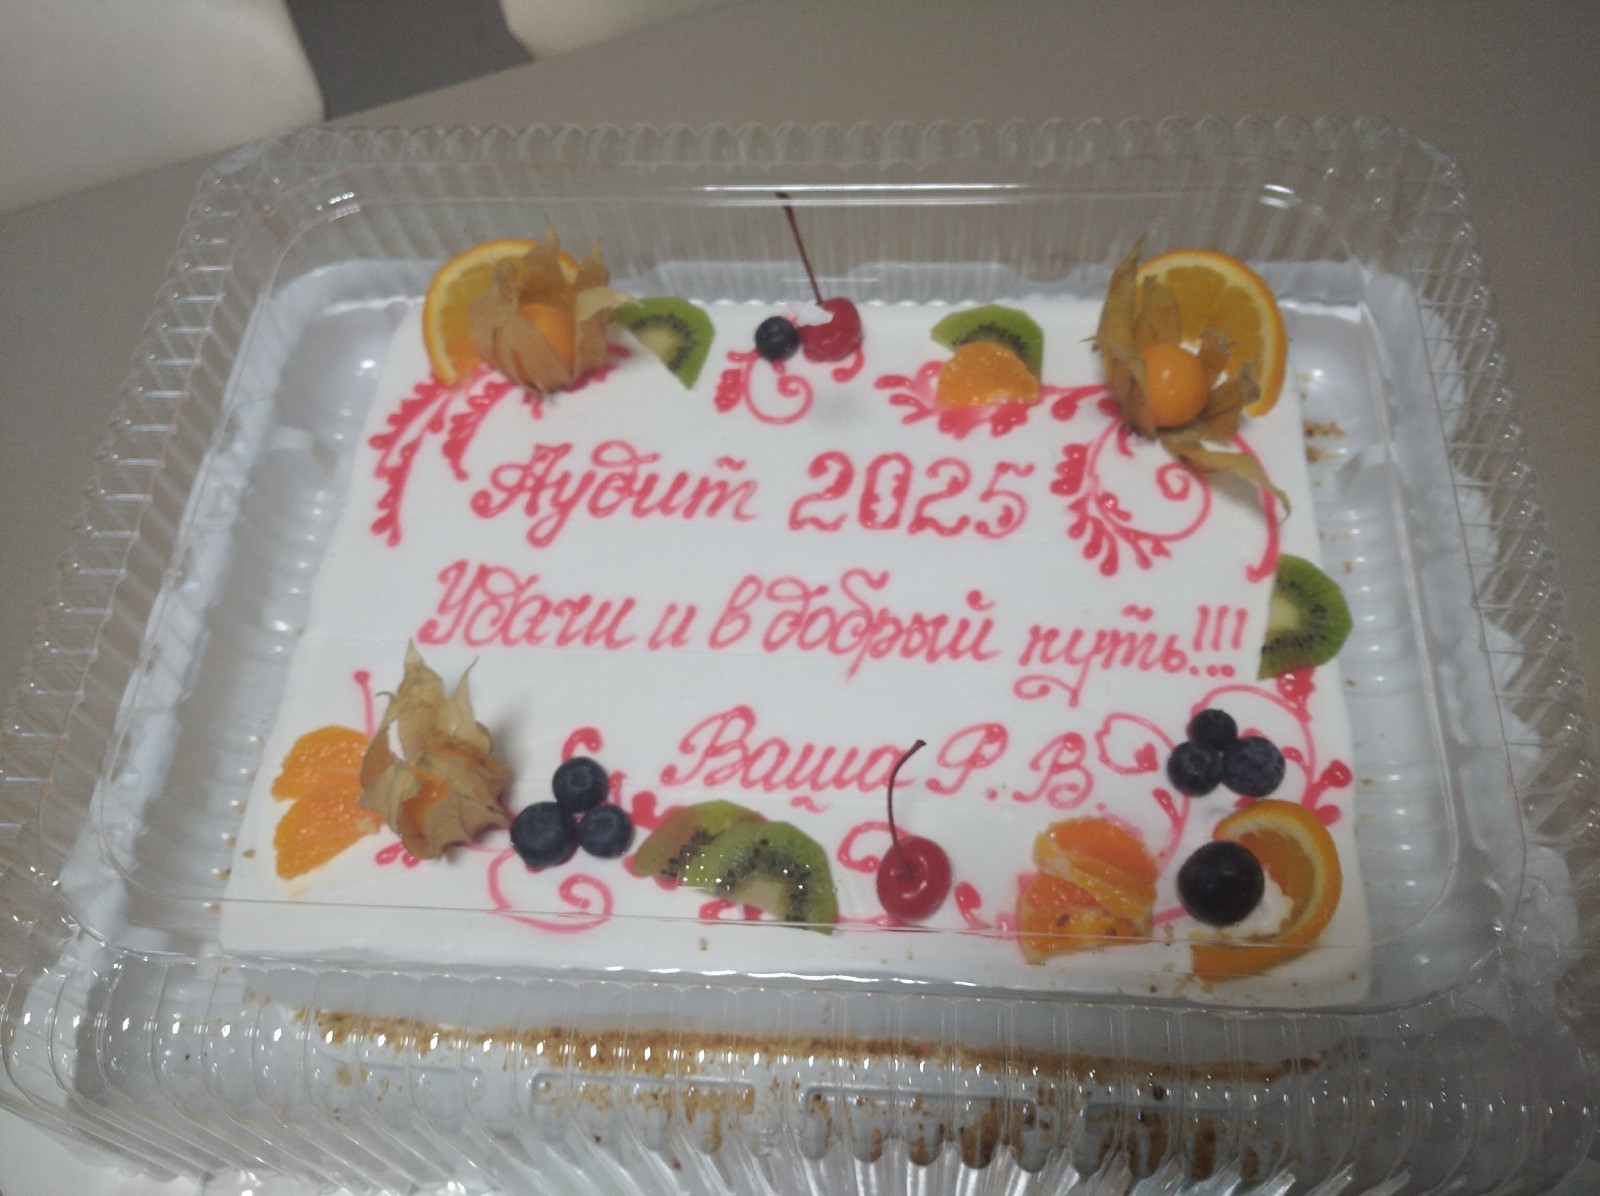 Аудит 2025
Удачи и в добрый путь!!!
Ваша Р. В.